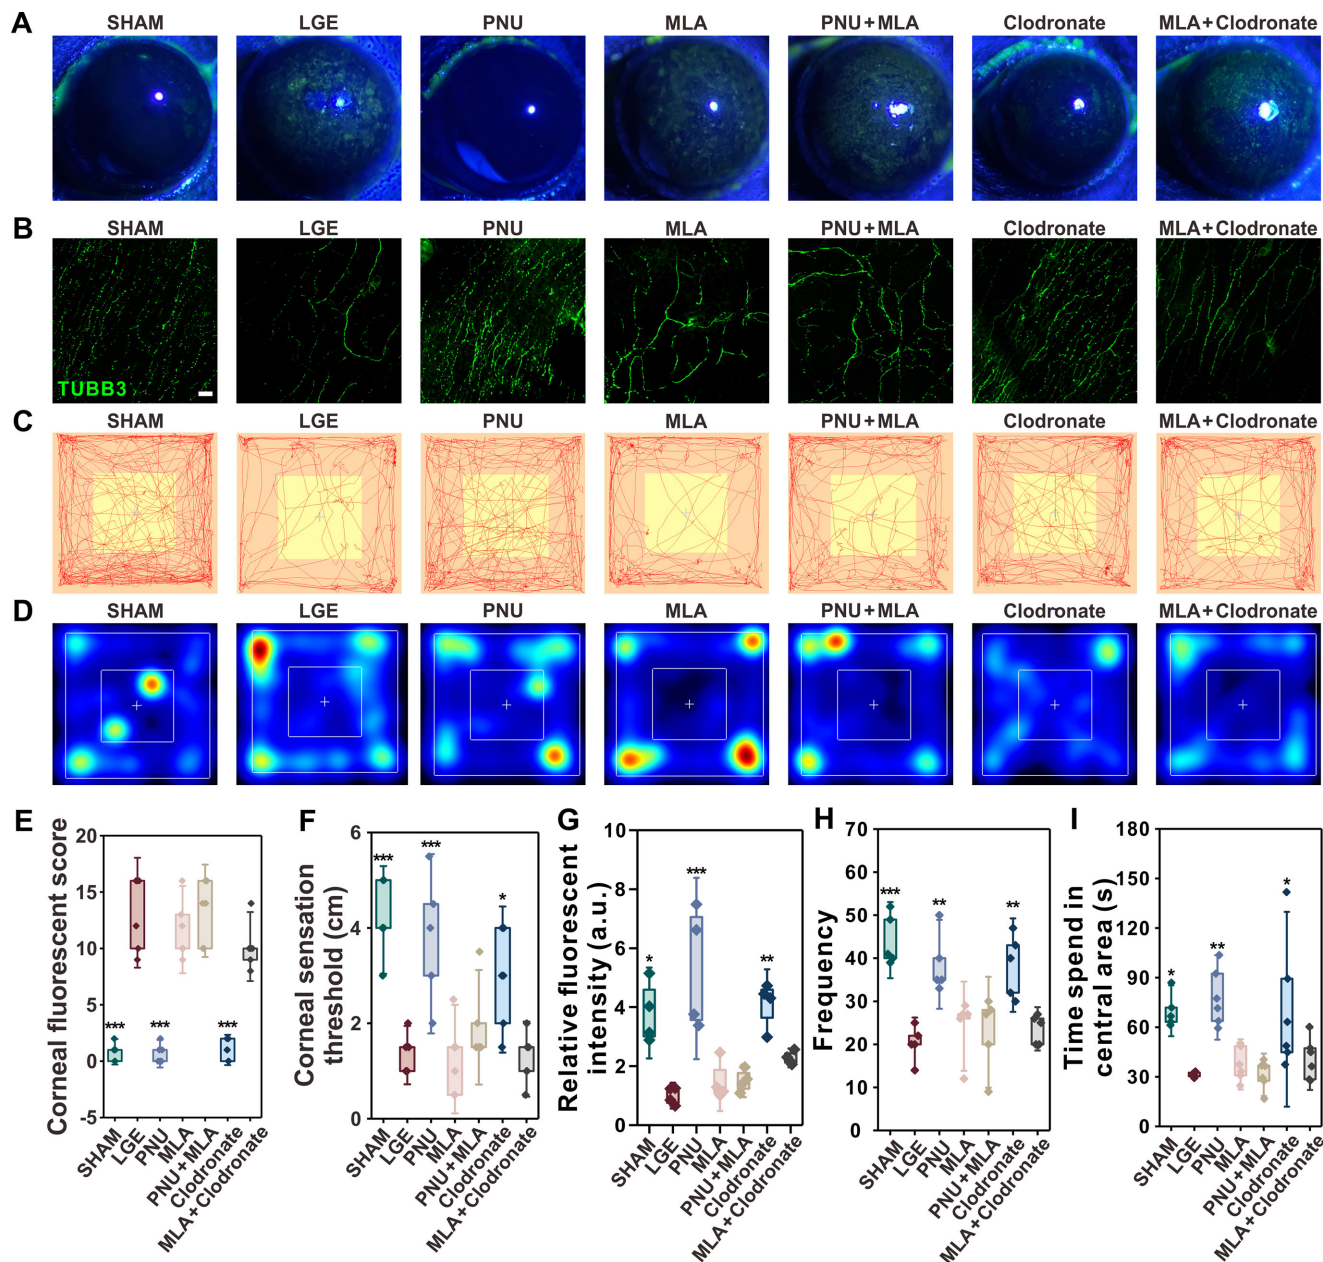 A
SHAM LGE PNU MLA PNU+MLA Clodronate MLA+Clodronate
B
SHAM LGE PNU MLA PNU+MLA Clodronate MLA+Clodronate
TUBB3
C
SHAM LGE PNU MLA PNU+MLA Clodronate MLA+Clodronate
D
SHAM LGE PNU MLA PNU+MLA Clodronate MLA+Clodronate
E
Corneal fluorescent score
20
15
10
5
0
-5
*** *** ***
SHAM
LGE
PNU
MLA
PNU+MLA
Clodronate
MLA+Clodronate
F
Corneal sensation
threshold (cm)
6
4
2
0
*** *** *
SHAM
LGE
PNU
MLA
PNU+MLA
Clodronate
MLA+Clodronate
G
Relative fluorescent
intensity (a.u.)
10
8
6
4
2
0
* *** **
SHAM
LGE
PNU
MLA
PNU+MLA
Clodronate
MLA+Clodronate
H
Frequency
70
60
50
40
30
20
10
0
*** ** **
SHAM
LGE
PNU
MLA
PNU+MLA
Clodronate
MLA+Clodronate
I
Time spend in
central area (s)
180
150
120
90
60
30
0
* ** *
SHAM
LGE
PNU
MLA
PNU+MLA
Clodronate
MLA+Clodronate